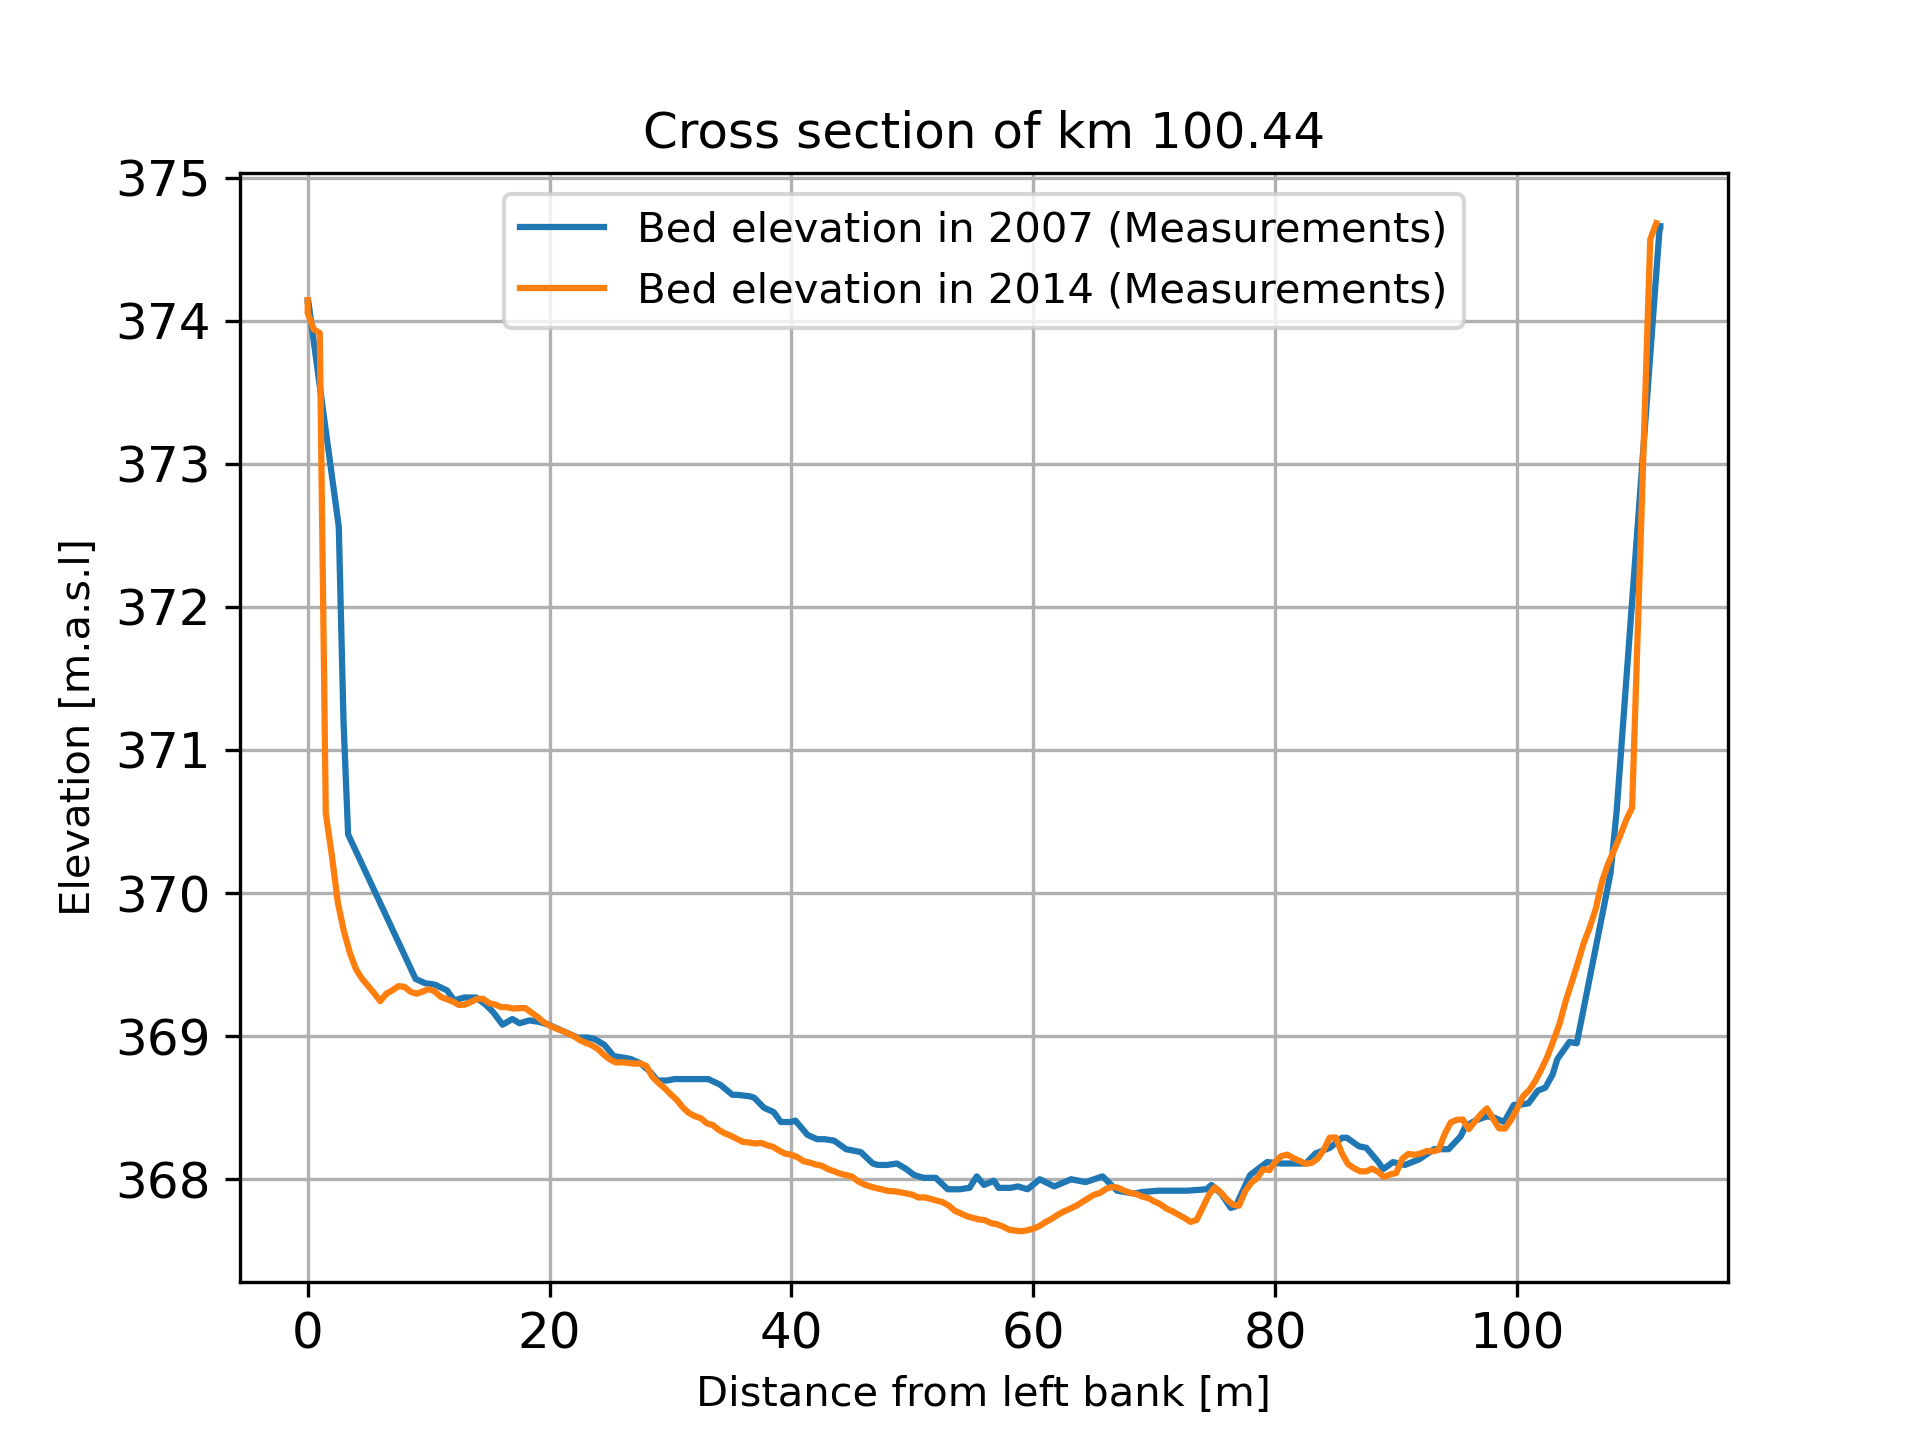 Cross section of km 100.44
Bed elevation in 2007 (Measurements)
Bed elevation in 2014 (Measurements)
375
374
373
372
371
370
369
368
Elevation [m.a.s.l]
0 20 40 60 80 100
Distance from left bank [m]